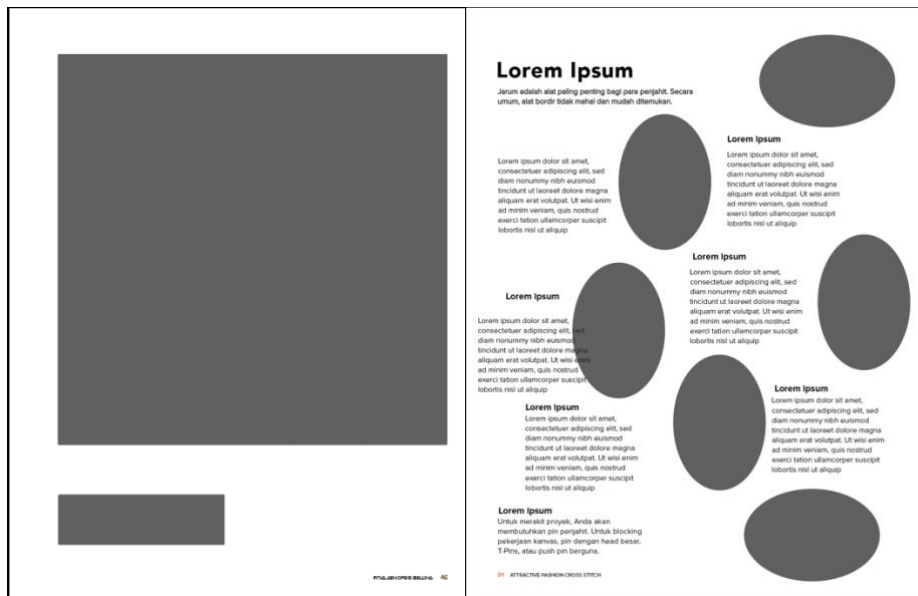 Lorem Ipsum
Jarum adalah alat paling penting bagi para penjahit. Secara
umum, alat bordir tidak mahal dan mudah ditemukan.
Lorem ipsum dolor sit amet,
consectetuer adipiscing elit, sed
diam nonummy nibh euismod
tincidunt ut laoreet dolore magna
aliquam erat volutpat. Ut wisi enim
ad minim veniam, quis nostrud
exerci tation ullamcorper suscipit
lobortis nisl ut aliquip
Lorem Ipsum
Lorem ipsum dolor sit amet,
consectetuer adipiscing elit, sed
diam nonummy nibh euismod
tincidunt ut laoreet dolore magna
aliquam erat volutpat. Ut wisi enim
ad minim veniam, quis nostrud
exerci tation ullamcorper suscipit
lobortis nisl ut aliquip
Lorem Ipsum
Lorem ipsum dolor sit amet,
consectetuer adipiscing elit, sed
diam nonummy nibh euismod
tincidunt ut laoreet dolore magna
aliquam erat volutpat. Ut wisi enim
ad minim veniam, quis nostrud
exerci tation ullamcorper suscipit
lobortis nisl ut aliquip
Lorem ipsum
Lorem ipsum dolor sit amet,
consectetuer adipiscing elit, sed
diam nonummy nibh euismod
tincidunt ut laoreet dolore magna
aliquam erat volutpat. Ut wisi enim
ad minim veniam, quis nostrud
exerci tation ullamcorper suscipit
lobortis nisl ut aliquip
Lorem Ipsum
Lorem ipsum dolor sit amet,
consectetuer adipiscing elit, sed
diam nonummy nibh euismod
tincidunt ut laoreet dolore magna
aliquam erat volutpat. Ut wisi enim
ad minim veniam, quis nostrud
exerci tation ullamcorper suscipit
lobortis nisl ut aliquip
Lorem Ipsum
Lorem ipsum dolor sit amet,
consectetuer adipiscing elit, sed
diam nonummy nibh euismod
tincidunt ut laoreet dolore magna
aliquam erat volutpat. Ut wisi enim
ad minim veniam, quis nostrud
exerci tation ullamcorper suscipit
lobortis nisl ut aliquip
Lorem Ipsum
Untuk merakit proyek, Anda akan
membutuhkan pin penjahit. Untuk blocking
pekerjaan kanvas, pin dengan head besar,
T-Pins, atau push pin berguna.
46
ATTRACTIVE FASHION CROSS STITCH